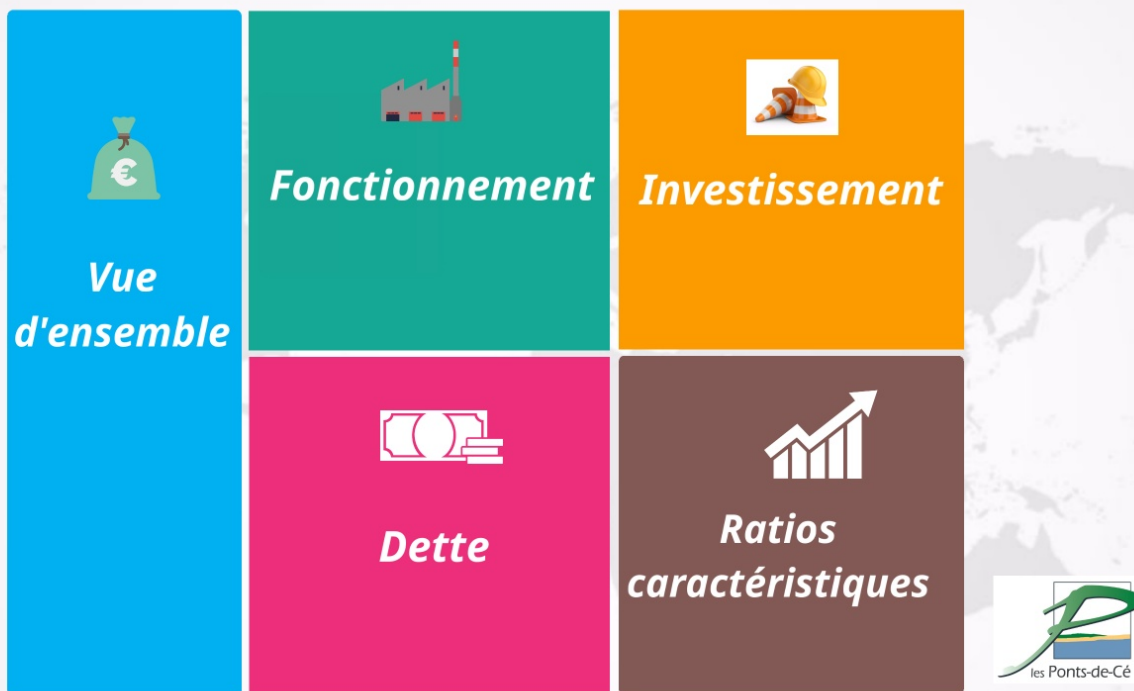 €
Vue
d'ensemble
Fonctionnement
Investissement
Dette
Ratios
caractéristiques
les Ponts-de-Cé